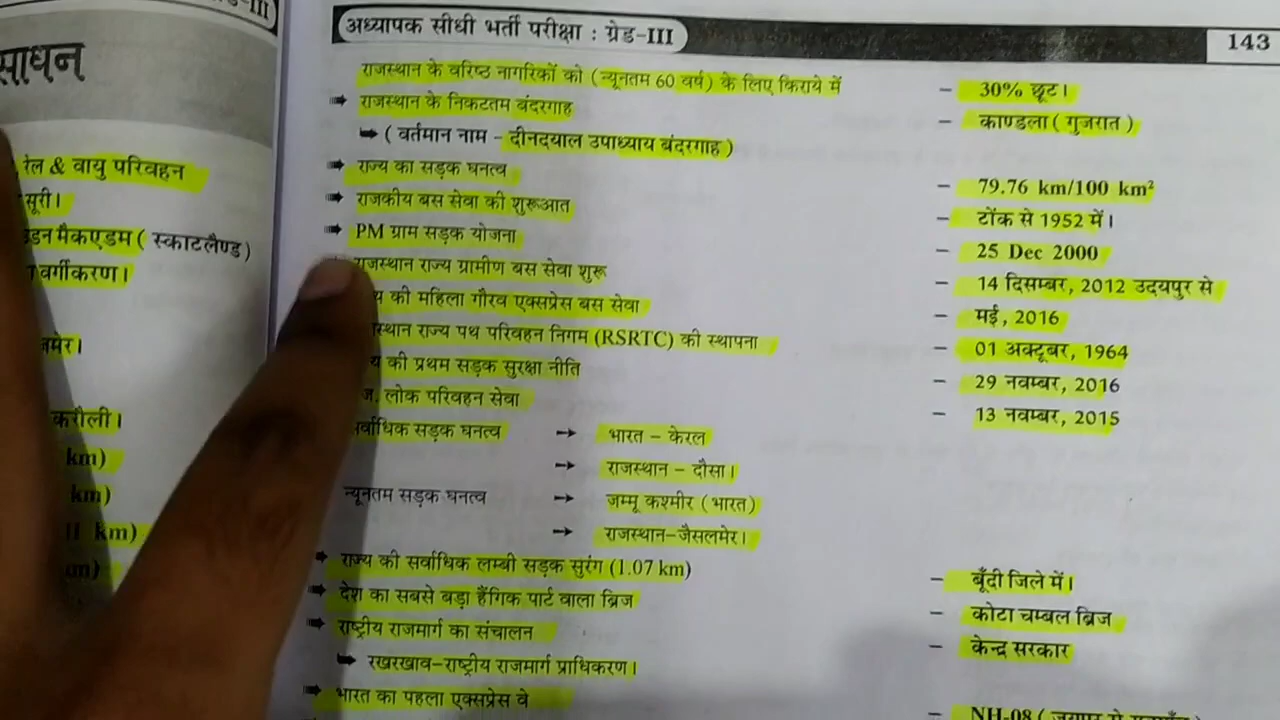 साधन
रेल & वायु परिवहन
सूरी।
मैकएडम ( स्काटलैण्ड )
वर्गीकरण।
करौली।
km)
km)
km)
अध्यापक सीधी भर्ती परीक्षा : ग्रेड-III 143
राजस्थान के वरिष्ठ नागरिकों को (न्यूनतम 60 वर्ष) के लिए किराये में – 30% छूट।
राजस्थान के निकटतम बंदरगाह – काण्डला ( गुजरात )
( वर्तमान नाम – दीनदयाल उपाध्याय बंदरगाह )
राज्य का सड़क घनत्व – 79.76 km/100 km²
राजकीय बस सेवा की शुरूआत – टोंक से 1952 में।
PM ग्राम सड़क योजना – 25 Dec 2000
राजस्थान राज्य ग्रामीण बस सेवा शुरू – 14 दिसम्बर, 2012 उदयपुर से
की महिला गौरव एक्सप्रेस बस सेवा – मई, 2016
राज्य पथ परिवहन निगम (RSRTC) की स्थापना – 01 अक्टूबर, 1964
की प्रथम सड़क सुरक्षा नीति – 29 नवम्बर, 2016
लोक परिवहन सेवा – 13 नवम्बर, 2015
सर्वाधिक सड़क घनत्व → भारत – केरल
→ राजस्थान – दौसा।
न्यूनतम सड़क घनत्व → जम्मू कश्मीर ( भारत )
→ राजस्थान–जैसलमेर।
राज्य की सर्वाधिक लम्बी सड़क सुरंग (1.07 km) – बूँदी जिले में।
देश का सबसे बड़ा हैंगिक पार्ट वाला ब्रिज – कोटा चम्बल ब्रिज
राष्ट्रीय राजमार्ग का संचालन – केन्द्र सरकार
रखरखाव–राष्ट्रीय राजमार्ग प्राधिकरण।
भारत का पहला एक्सप्रेस वे – NH-08